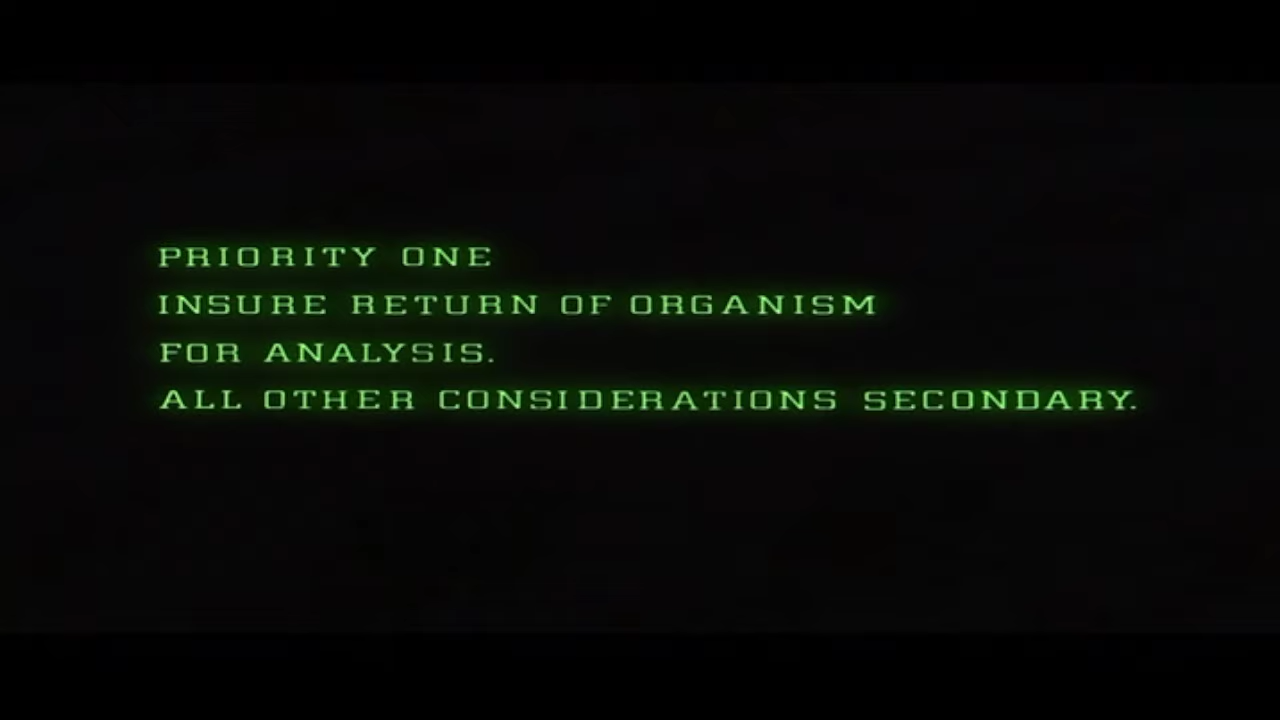 PRIORITY ONE
INSURE RETURN OF ORGANISM
FOR ANALYSIS.
ALL OTHER CONSIDERATIONS SECONDARY.